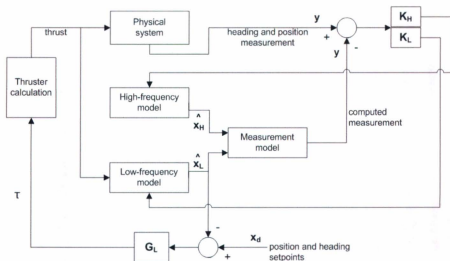 thrust
Physical
system
y
heading and position
measurement
+
-
y
K_H
K_L
Thruster
calculation
High-frequency
model
x̂_H
Measurement
model
computed
measurement
Low-frequency
model
x̂_L
τ
-
G_L
+
x_d
position and heading
setpoints